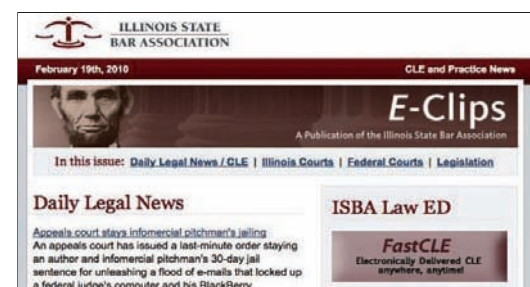 ILLINOIS STATE
BAR ASSOCIATION
February 19th, 2010
CLE and Practice News
E-Clips
A Publication of the Illinois State Bar Association
In this issue: Daily Legal News / CLE | Illinois Courts | Federal Courts | Legislation
Daily Legal News
Appeals court stays infomercial pitchman's jailing
An appeals court has issued a last-minute order staying
an author and infomercial pitchman's 30-day jail
sentence for unleashing a flood of e-mails that locked up
a federal judge's computer and his BlackBerry.
ISBA Law ED
FastCLE
Electronically Delivered CLE
anywhere, anytime!